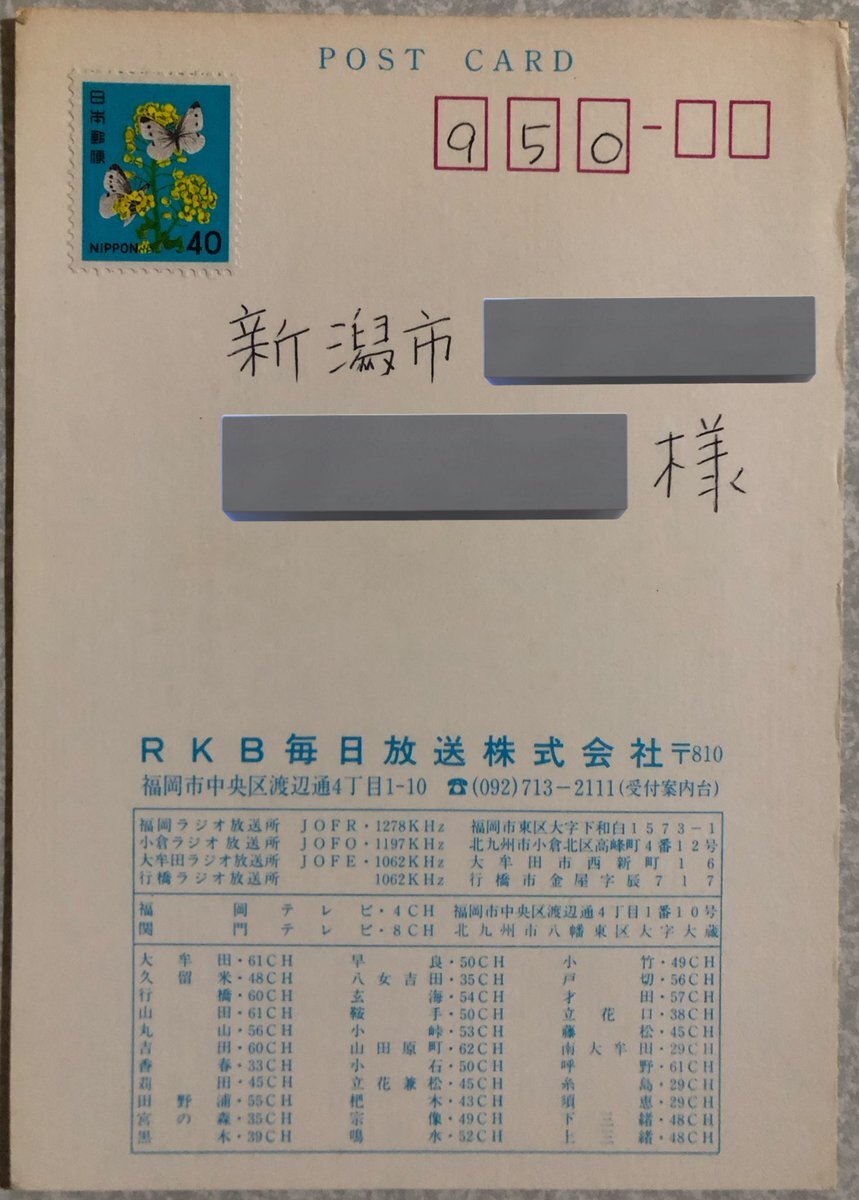 POST CARD
日本郵便
NIPPON
40
950-
新潟市
様
RKB毎日放送株式会社〒810
福岡市中央区渡辺通4丁目1-10 ☎(092)713-2111(受付案内台)
福岡ラジオ放送所 JOFR・1278KHz 福岡市東区大字下和白1573-1
小倉ラジオ放送所 JOFO・1197KHz 北九州市小倉北区高峰町4番12号
大牟田ラジオ放送所 JOFE・1062KHz 大牟田市西新町16
行橋ラジオ放送所 1062KHz 行橋市金屋字辰717
福岡テレビ・4CH 福岡市中央区渡辺通4丁目1番10号
関門テレビ・8CH 北九州市八幡東区大字大蔵
大牟田・61CH 早良・50CH 小竹・49CH
久留米・48CH 八女吉田・35CH 戸切・56CH
行橋・60CH 玄海・54CH 才田・57CH
山田・61CH 鞍手・50CH 立花口・38CH
丸山・56CH 小峠・53CH 藤松・45CH
吉田・60CH 山田原町・62CH 南大牟田・29CH
香春・33CH 小石・50CH 呼野・61CH
苅田・45CH 立花兼松・45CH 糸島・29CH
田野浦・55CH 杷木・43CH 須恵・29CH
宮の森・35CH 宗像・49CH 下三緒・48CH
黒木・39CH 鳴水・52CH 上三緒・48CH